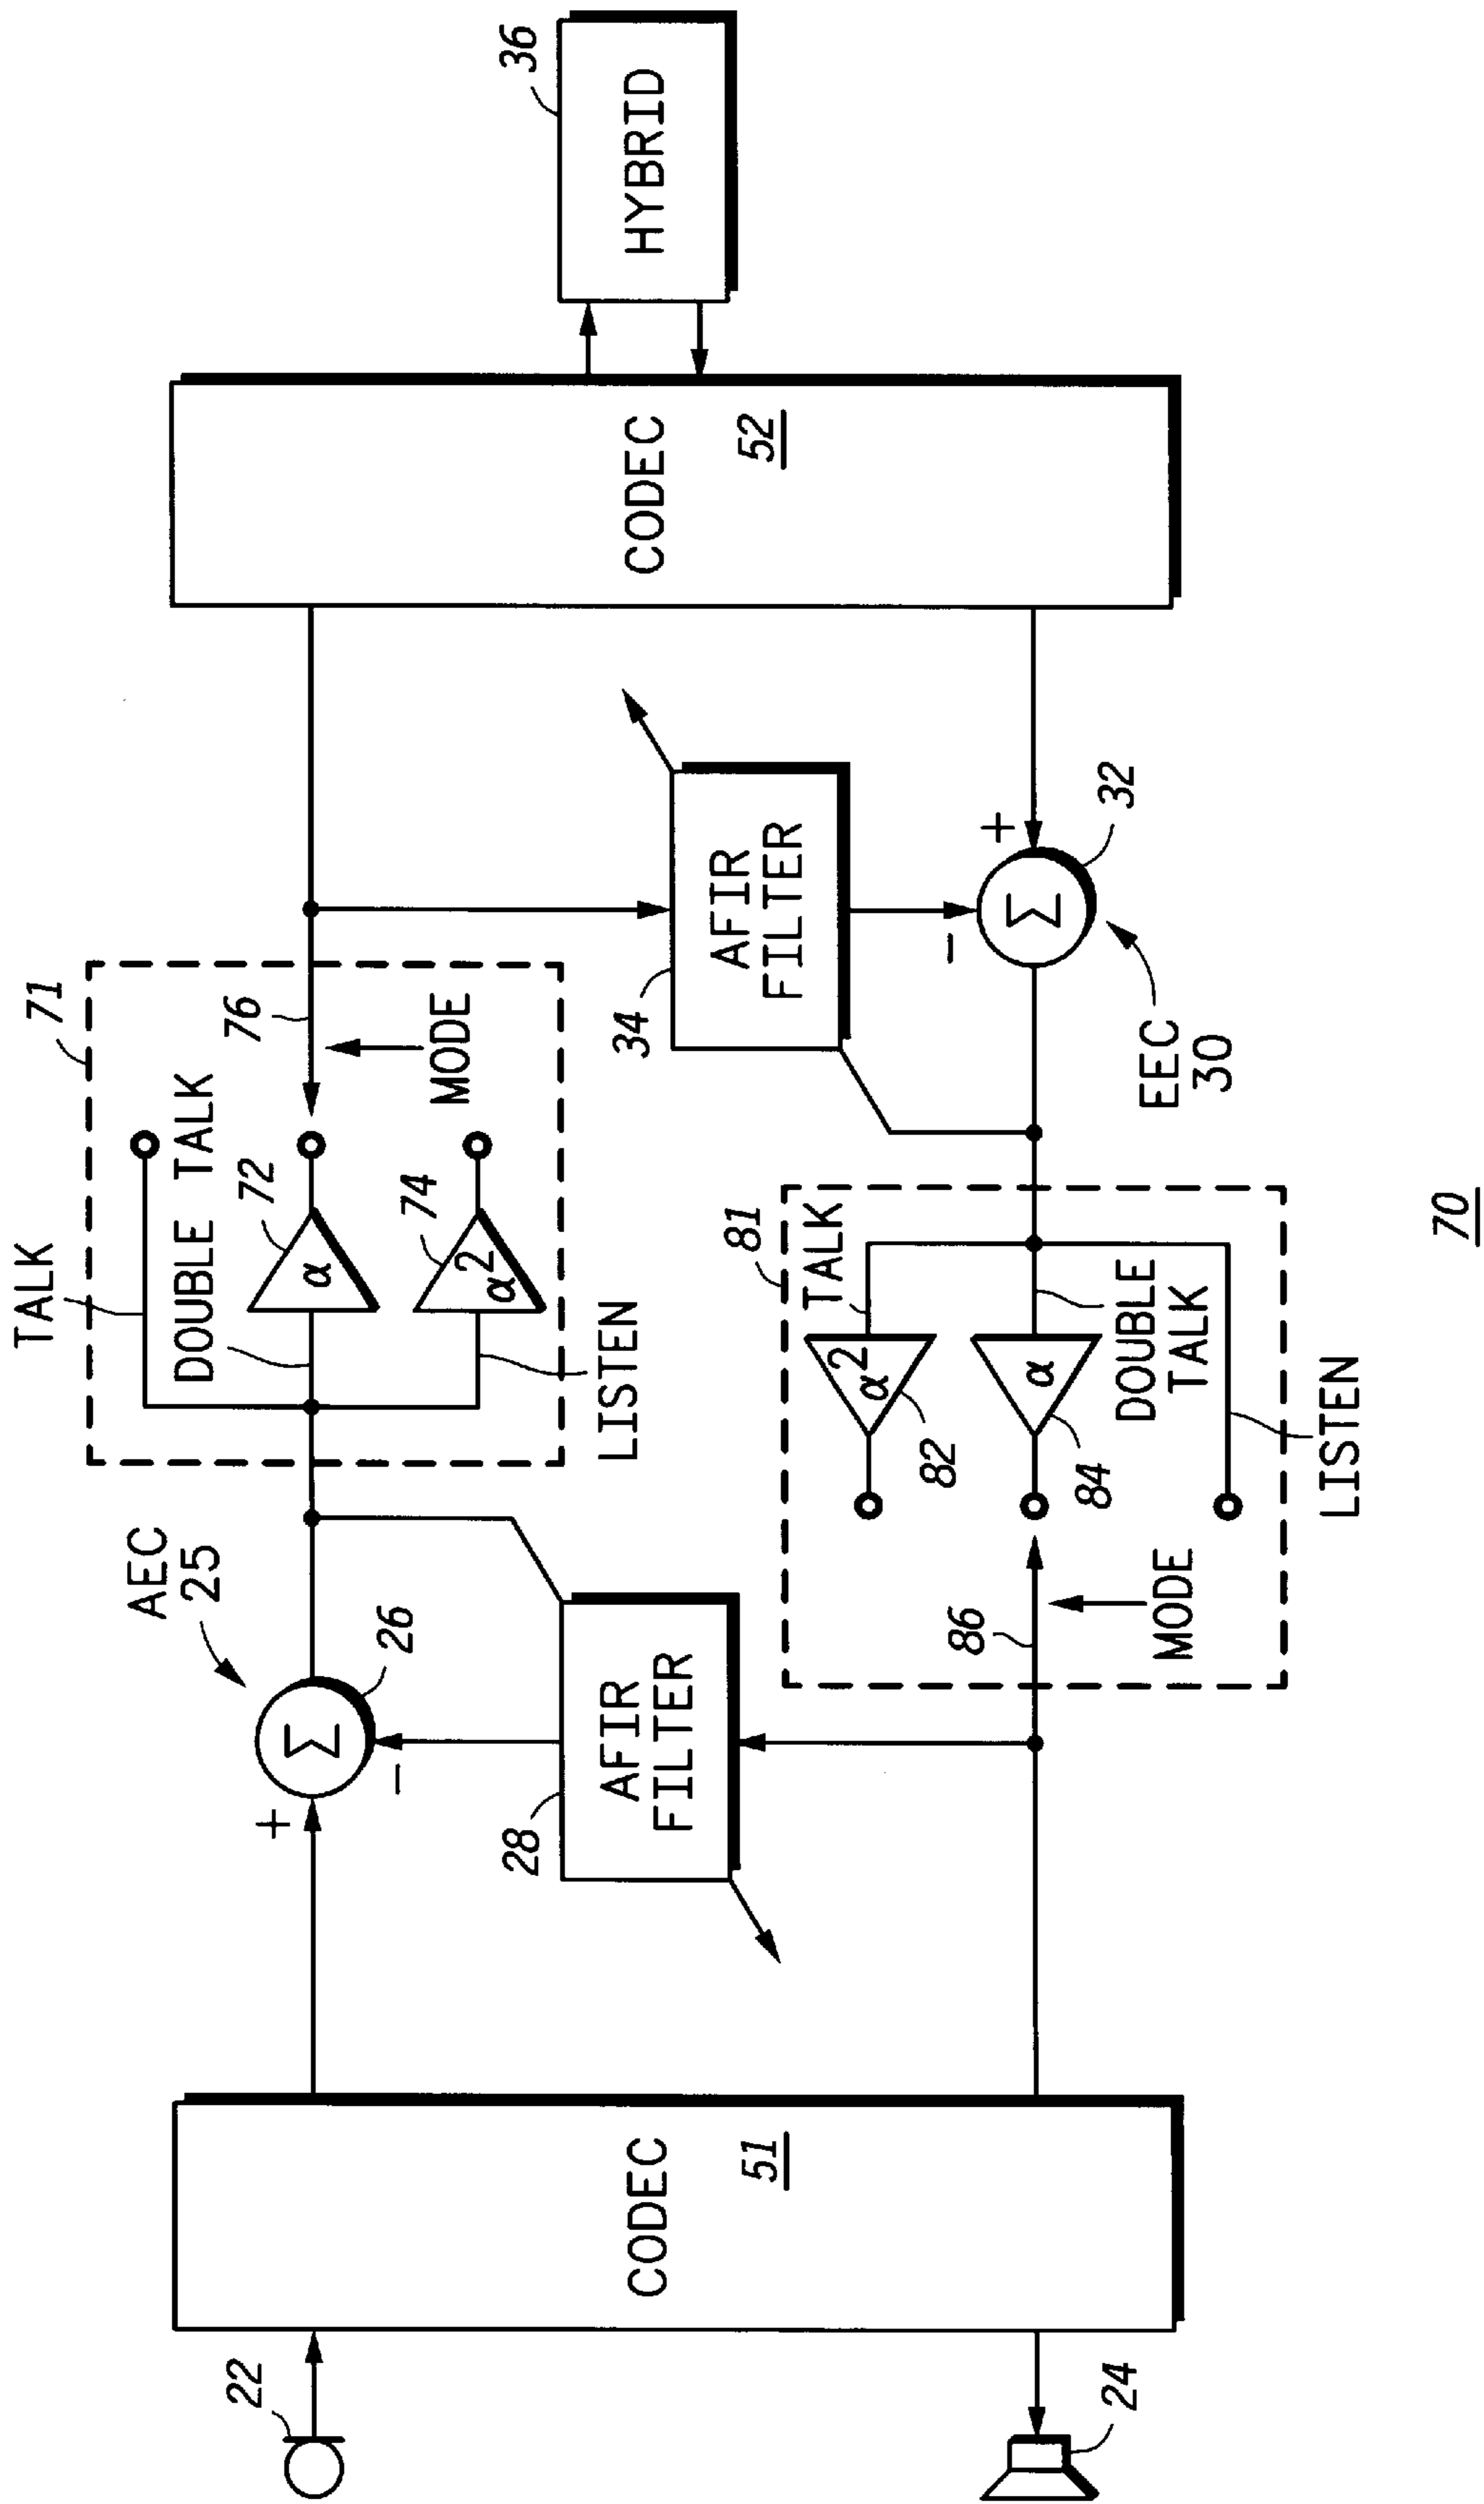 TALK
71
DOUBLE TALK
76
72
α
74
α²
MODE
LISTEN
AEC
25
26
Σ
+
−
22
CODEC
51
28
AFIR
FILTER
34
AFIR
FILTER
CODEC
52
36
HYBRID
81
TALK
α²
82
α
84
DOUBLE
TALK
86
MODE
LISTEN
+
−
Σ
32
EEC
30
24
70